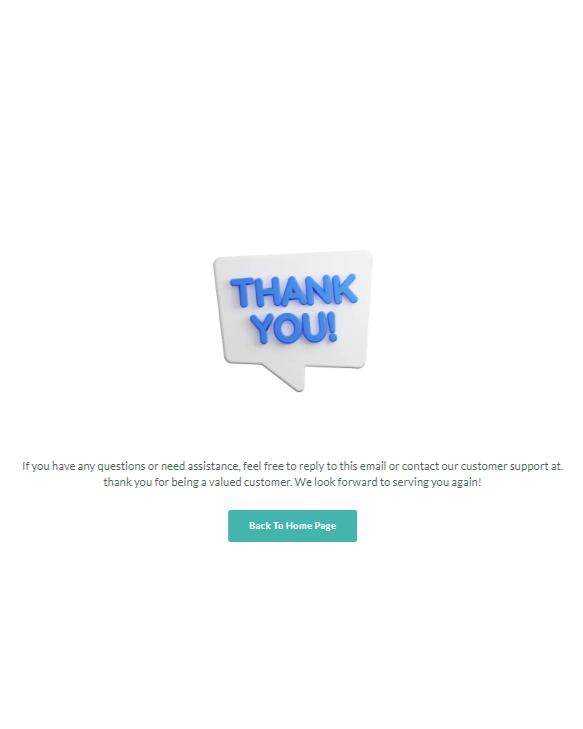 THANK
YOU!
If you have any questions or need assistance, feel free to reply to this email or contact our customer support at.
thank you for being a valued customer. We look forward to serving you again!
Back To Home Page